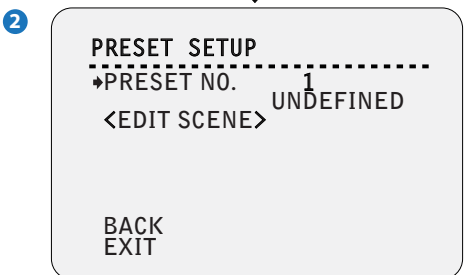 2
PRESET SETUP
➧PRESET NO. 1
UNDEFINED
<EDIT SCENE>
BACK
EXIT